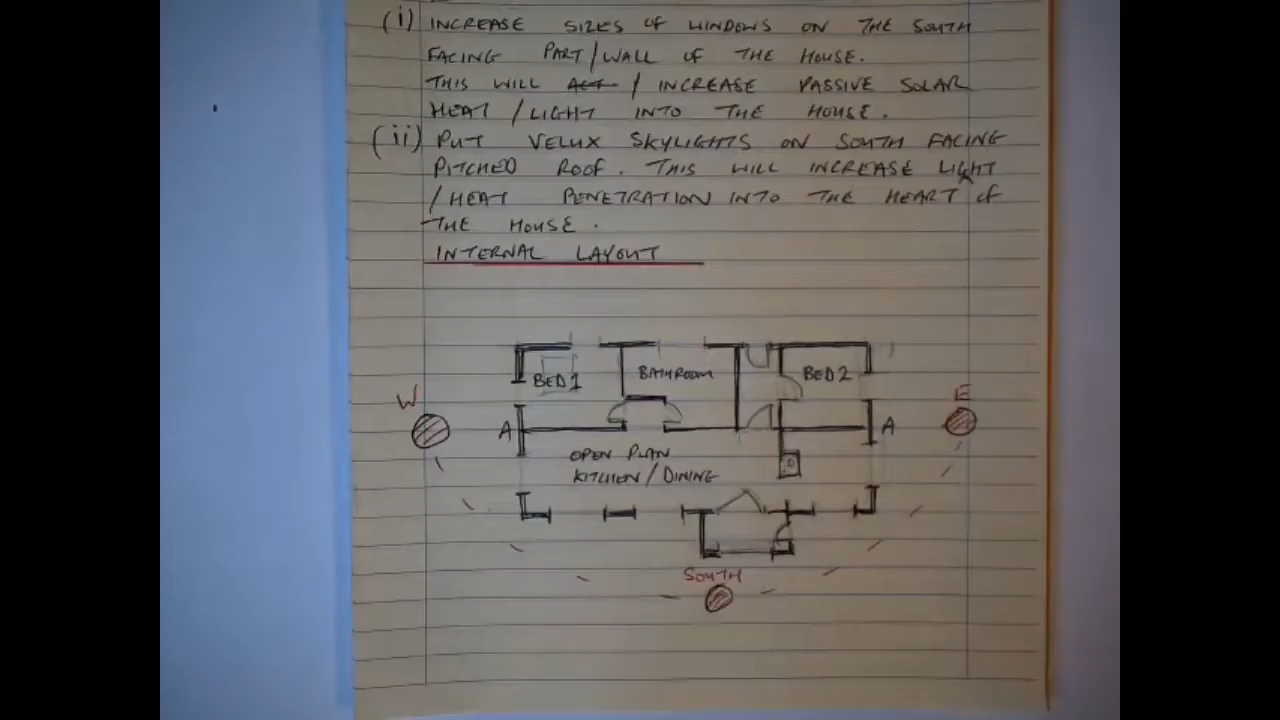 (i) INCREASE SIZES OF WINDOWS ON THE SOUTH
FACING PART/WALL OF THE HOUSE.
THIS WILL ACT / INCREASE PASSIVE SOLAR
HEAT / LIGHT INTO THE HOUSE.
(ii) PUT VELUX SKYLIGHTS ON SOUTH FACING
PITCHED ROOF. THIS WILL INCREASE LIGHT
/ HEAT PENETRATION INTO THE HEART OF
THE HOUSE.
INTERNAL LAYOUT
BED 1
BATHROOM
BED 2
W
E
A
A
OPEN PLAN
KITCHEN / DINING
SOUTH